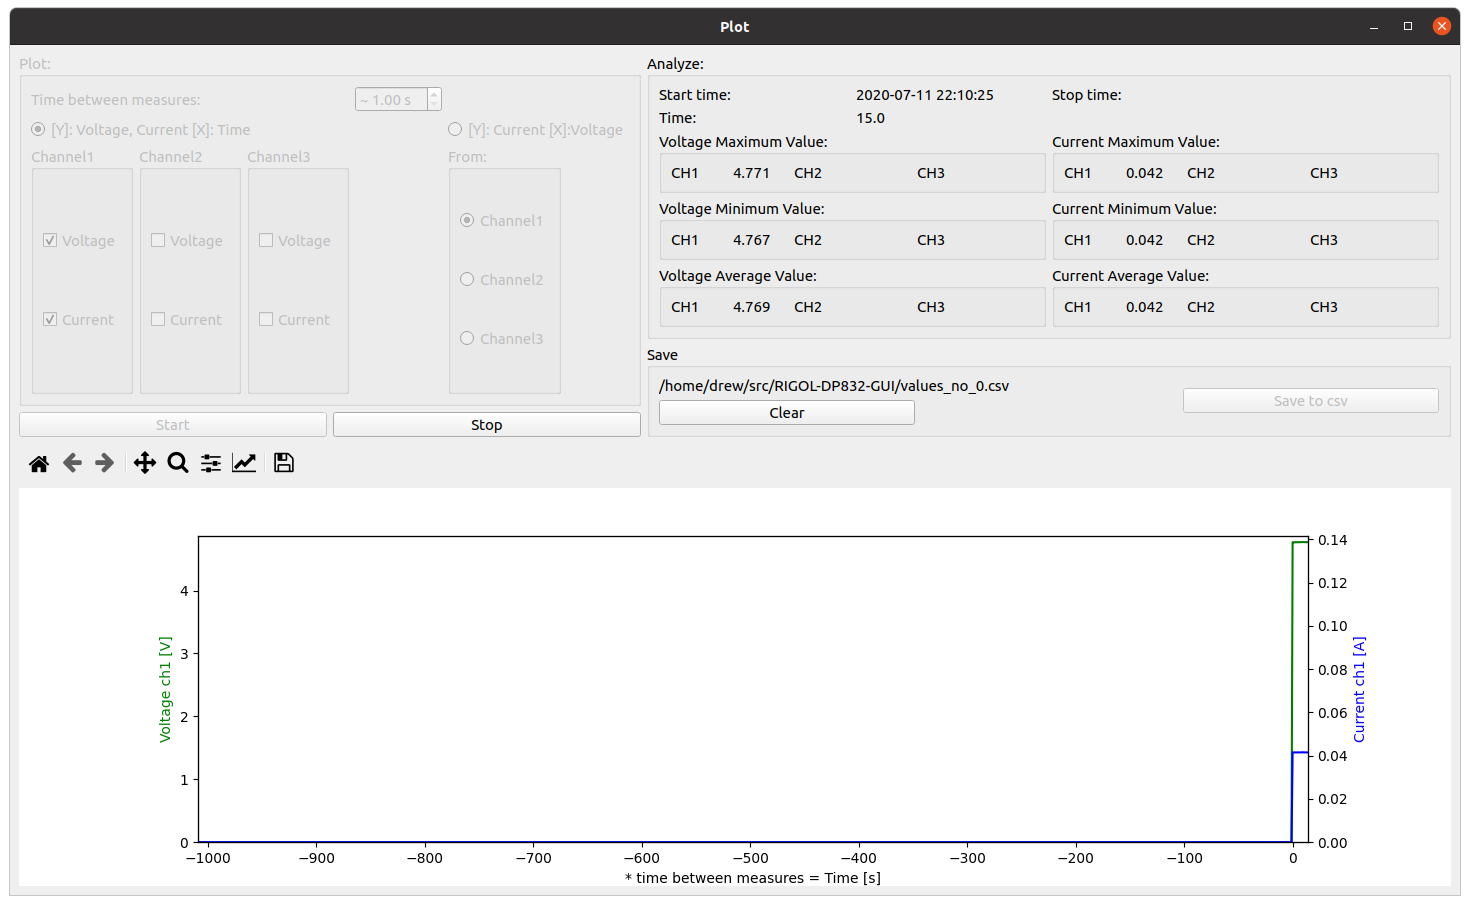 Plot
Plot:
Time between measures: ~ 1.00 s
[Y]: Voltage, Current [X]: Time
[Y]: Current [X]:Voltage
Channel1 Channel2 Channel3
From:
Voltage Voltage Voltage
Current Current Current
Channel1
Channel2
Channel3
Start
Stop
Analyze:
Start time: 2020-07-11 22:10:25 Stop time:
Time: 15.0
Voltage Maximum Value: Current Maximum Value:
CH1 4.771 CH2 CH3 CH1 0.042 CH2 CH3
Voltage Minimum Value: Current Minimum Value:
CH1 4.767 CH2 CH3 CH1 0.042 CH2 CH3
Voltage Average Value: Current Average Value:
CH1 4.769 CH2 CH3 CH1 0.042 CH2 CH3
Save
/home/drew/src/RIGOL-DP832-GUI/values_no_0.csv
Clear
Save to csv
Voltage ch1 [V]
4
3
2
1
0
0.14
0.12
0.10
0.08
0.06
0.04
0.02
0.00
Current ch1 [A]
−1000 −900 −800 −700 −600 −500 −400 −300 −200 −100 0
* time between measures = Time [s]